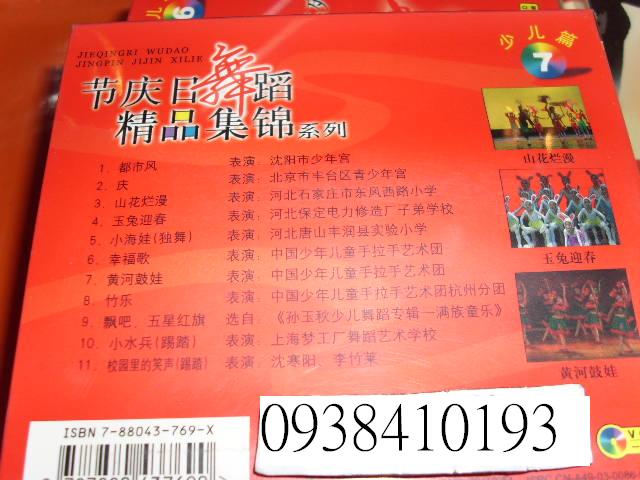 6
少儿篇
7
JIEQINGRI WUDAO
JINGPIN JIJIN XILIE
节庆日舞蹈
精品集锦系列
1、都市风 表演：沈阳市少年宫
2、庆 表演：北京市丰台区青少年宫
3、山花烂漫 表演：河北石家庄市东风西路小学
4、玉兔迎春 表演：河北保定电力修造厂子弟学校
5、小海娃(独舞) 表演：河北唐山丰润县实验小学
6、幸福歌 表演：中国少年儿童手拉手艺术团
7、黄河鼓娃 表演：中国少年儿童手拉手艺术团
8、竹乐 表演：中国少年儿童手拉手艺术团杭州分团
9、飘吧、五星红旗 选自：《孙玉秋少儿舞蹈专辑—满族童乐》
10、小水兵(踢踏) 表演：上海梦工厂舞蹈艺术学校
11、校园里的笑声(踢踏) 表演：沈寒阳、李竹莱
山花烂漫
玉兔迎春
黄河鼓娃
ISBN 7-88043-769-X
0938410193